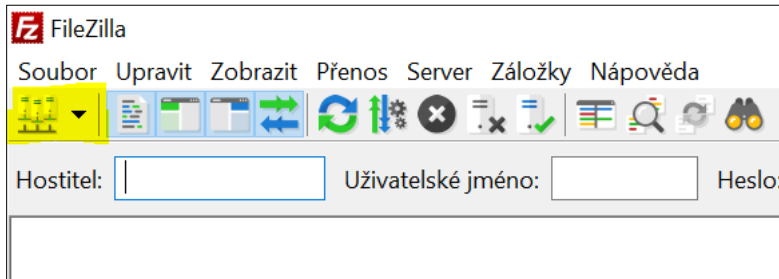 FileZilla
Soubor Upravit Zobrazit Přenos Server Záložky Nápověda
Hostitel: Uživatelské jméno: Heslo: